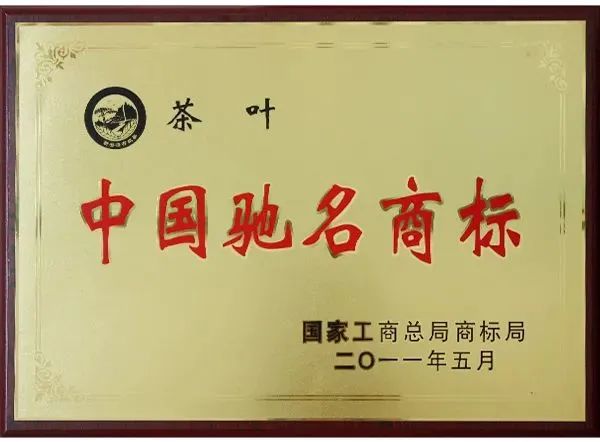 茶叶
中国驰名商标
国家工商总局商标局
二〇一一年五月